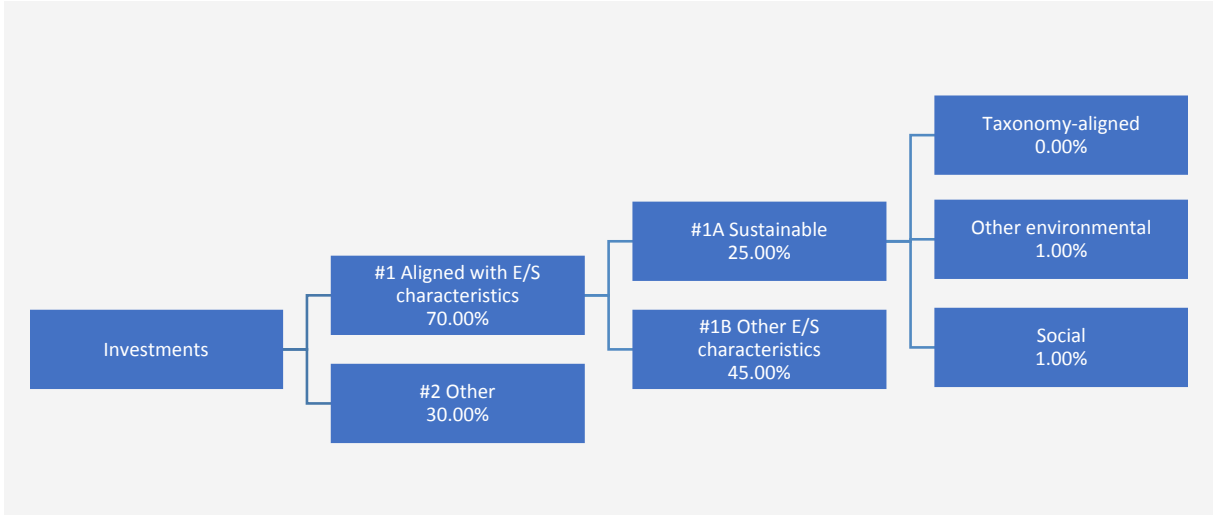 Investments
#1 Aligned with E/S
characteristics
70.00%
#2 Other
30.00%
#1A Sustainable
25.00%
#1B Other E/S
characteristics
45.00%
Taxonomy-aligned
0.00%
Other environmental
1.00%
Social
1.00%